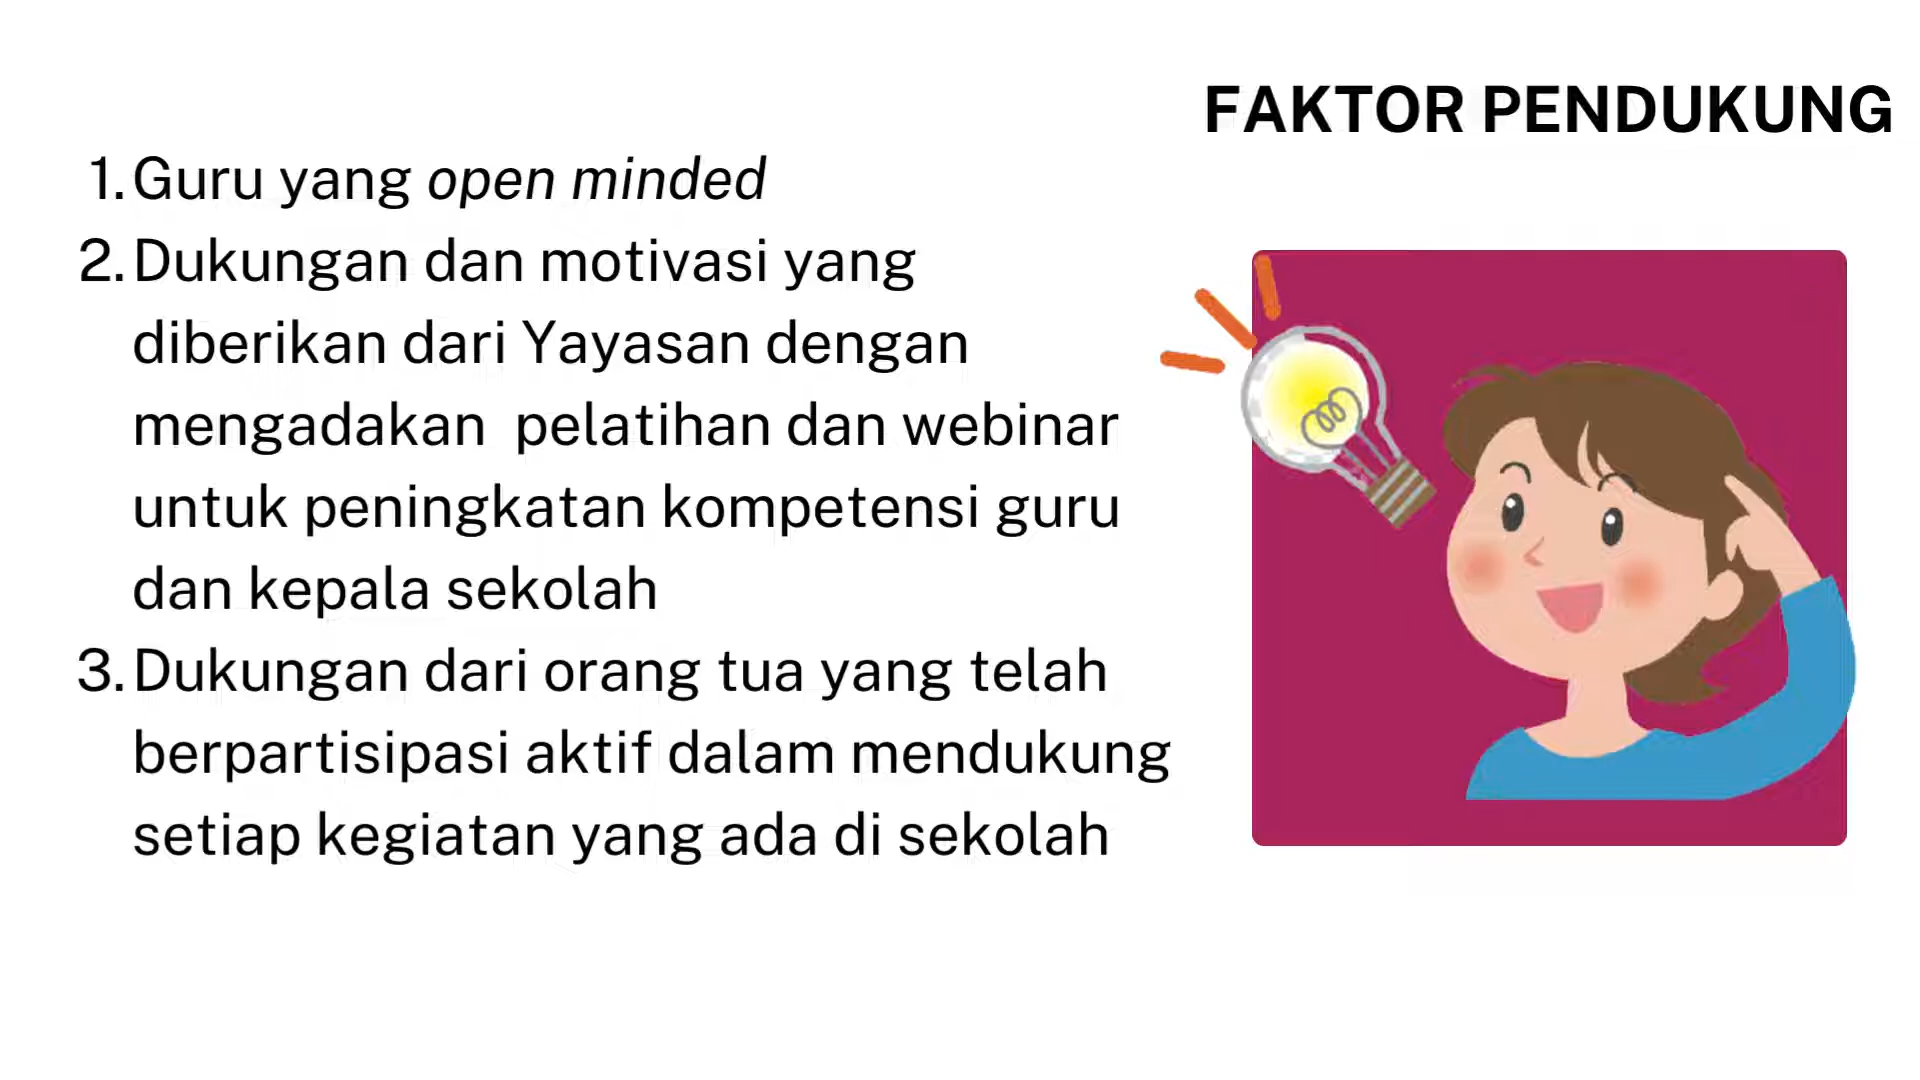 FAKTOR PENDUKUNG
1. Guru yang open minded
2. Dukungan dan motivasi yang
diberikan dari Yayasan dengan
mengadakan  pelatihan dan webinar
untuk peningkatan kompetensi guru
dan kepala sekolah
3. Dukungan dari orang tua yang telah
berpartisipasi aktif dalam mendukung
setiap kegiatan yang ada di sekolah